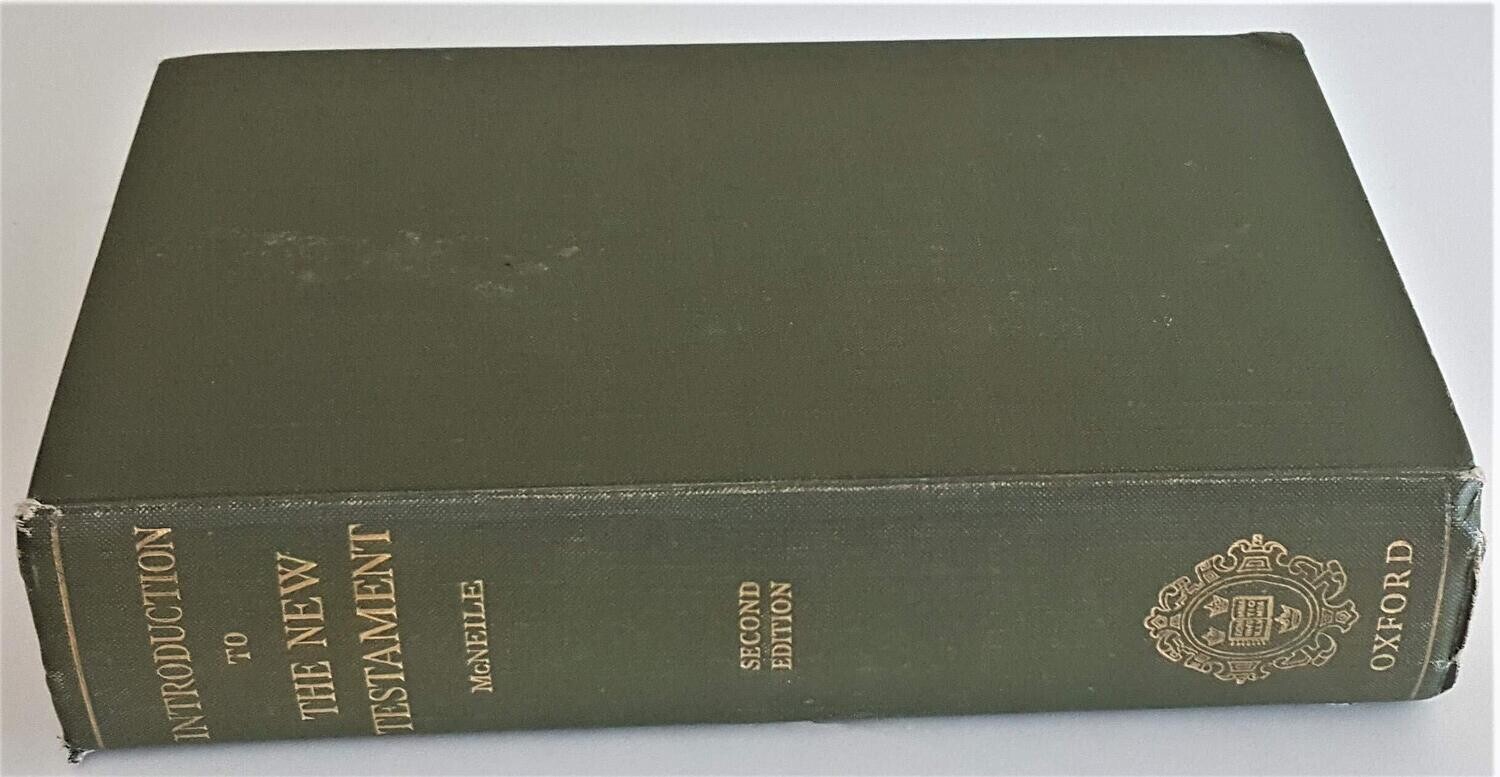 INTRODUCTION
TO
THE NEW
TESTAMENT
McNEILE
SECOND
EDITION
OXFORD